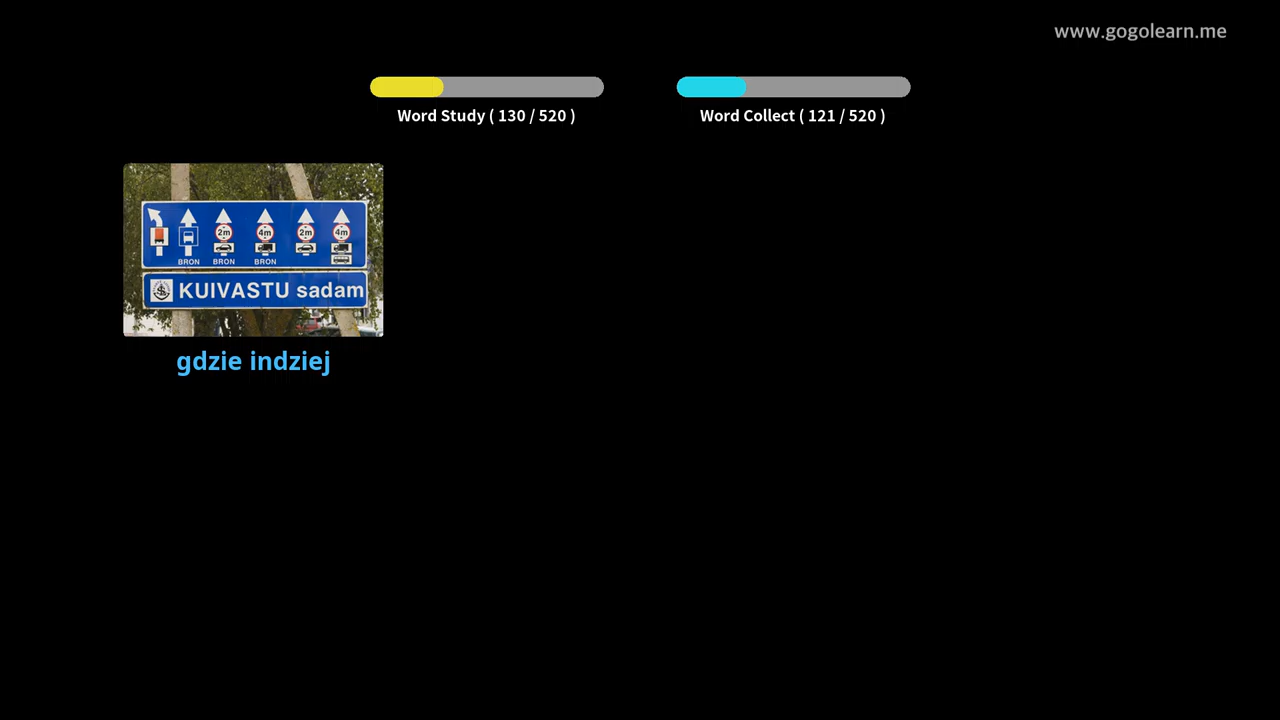 www.gogolearn.me
Word Study ( 130 / 520 )
Word Collect ( 121 / 520 )
2m 4m 2m 4m
BRON BRON BRON
KUIVASTU sadam
gdzie indziej